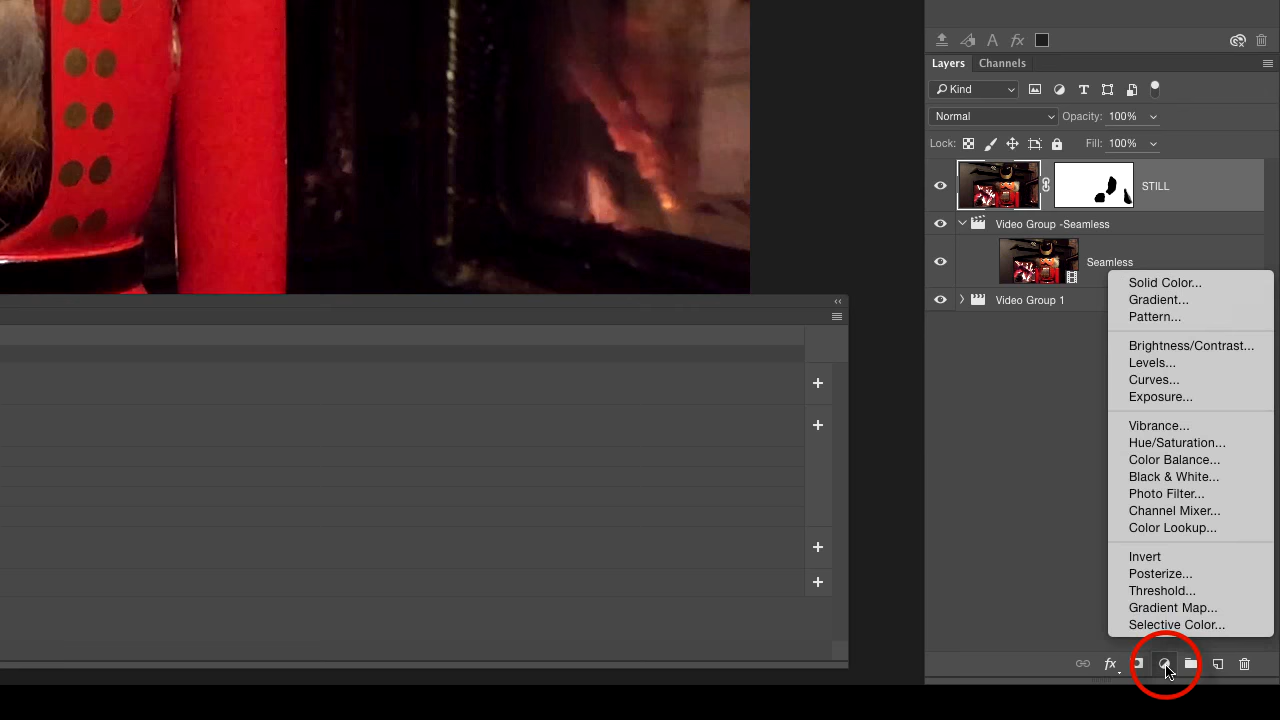 Layers Channels
Kind
Normal Opacity: 100%
Lock: Fill: 100%
STILL
Video Group -Seamless
Seamless
Video Group 1
Solid Color...
Gradient...
Pattern...
Brightness/Contrast...
Levels...
Curves...
Exposure...
Vibrance...
Hue/Saturation...
Color Balance...
Black & White...
Photo Filter...
Channel Mixer...
Color Lookup...
Invert
Posterize...
Threshold...
Gradient Map...
Selective Color...
fx